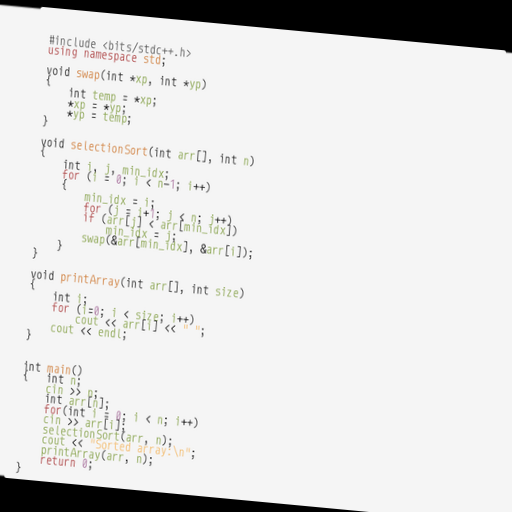 #include <bits/stdc++.h>
using namespace std;
void swap(int *xp, int *yp)
{
int temp = *xp;
*xp = *yp;
*yp = temp;
}
void selectionSort(int arr[], int n)
{
int i, j, min_idx;
for (i = 0; i < n-1; i++)
{
min_idx = i;
for (j = i+1; j < n; j++)
if (arr[j] < arr[min_idx])
min_idx = j;
swap(&arr[min_idx], &arr[i]);
}
}
void printArray(int arr[], int size)
{
int i;
for (i=0; i < size; i++)
cout << arr[i] << " ";
cout << endl;
}
int main()
{ int n;
cin >> n;
int arr[n];
for(int i = 0; i < n; i++)
cin >> arr[i];
selectionSort(arr, n);
cout << "Sorted array:\n";
printArray(arr, n);
return 0;
}